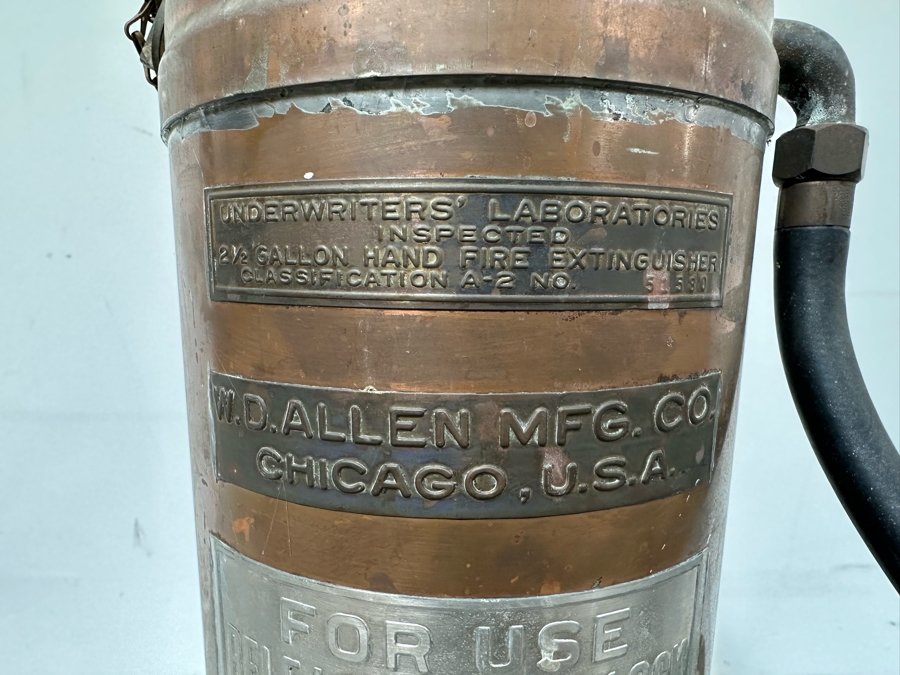 UNDERWRITERS' LABORATORIES
INSPECTED
2½ GALLON HAND FIRE EXTINGUISHER
CLASSIFICATION A-2 NO.
W.D. ALLEN MFG. CO.
CHICAGO, U.S.A.
FOR USE